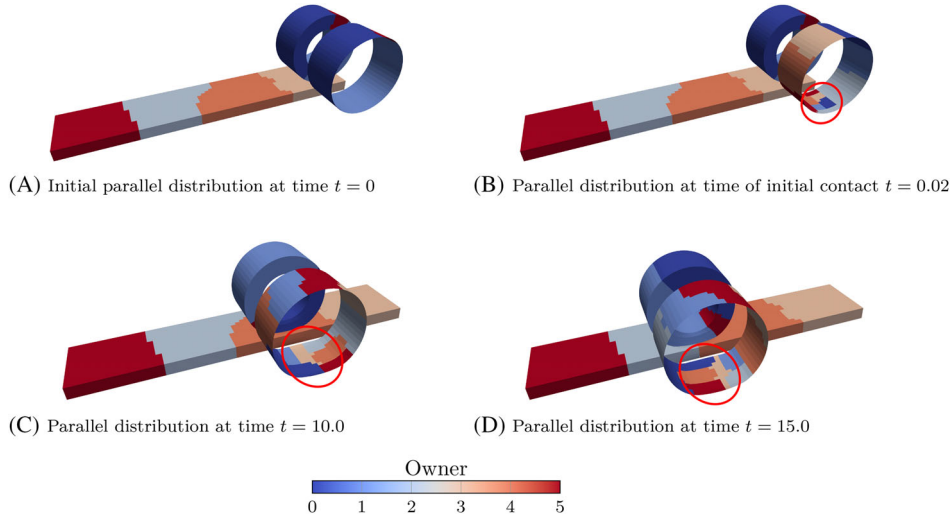 (A) Initial parallel distribution at time t = 0
(B) Parallel distribution at time of initial contact t = 0.02
(C) Parallel distribution at time t = 10.0
(D) Parallel distribution at time t = 15.0
Owner
0 1 2 3 4 5